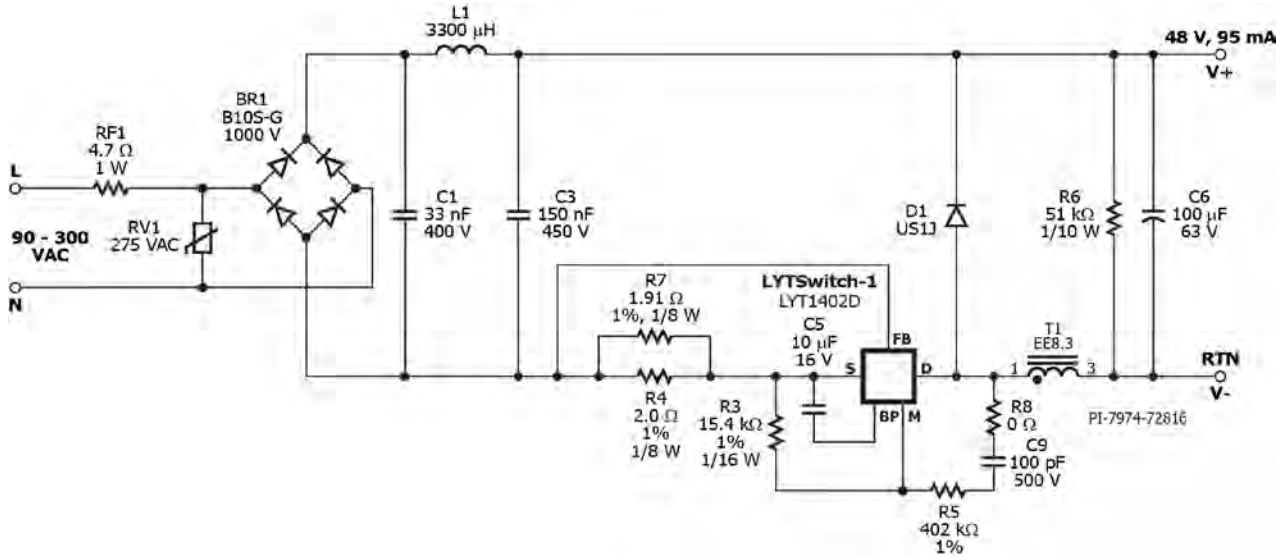 L1
3300 µH
48 V, 95 mA
V+
BR1
B10S-G
1000 V
RF1
4.7 Ω
1 W
L
C1
33 nF
400 V
C3
150 nF
450 V
D1
US1J
R6
51 kΩ
1/10 W
C6
100 µF
63 V
RV1
275 VAC
90 - 300
VAC
N
R7
1.91 Ω
1%, 1/8 W
LYTSwitch-1
LYT1402D
C5
10 µF
16 V
FB
S
D
BP
M
T1
EE8.3
1
3
RTN
V-
R4
2.0 Ω
1%
1/8 W
R3
15.4 kΩ
1%
1/16 W
R8
0 Ω
C9
100 pF
500 V
R5
402 kΩ
1%
PI-7974-72816